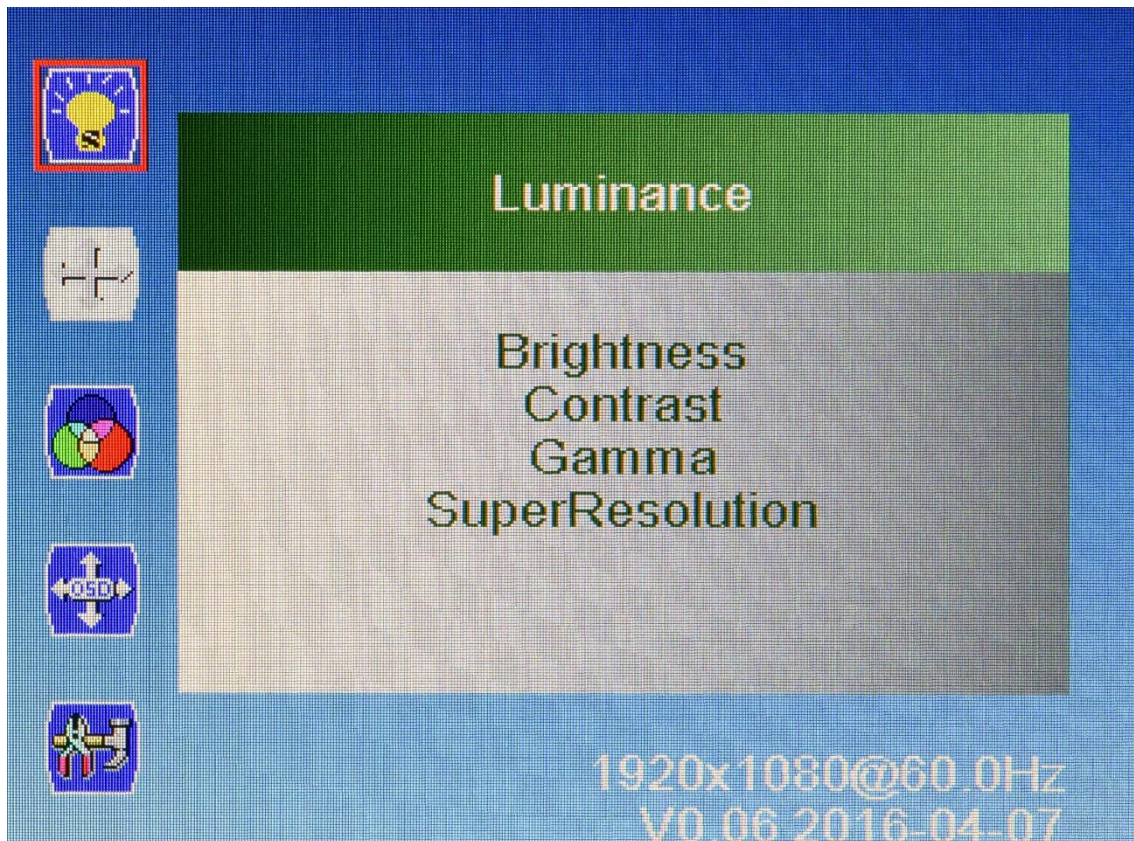 Luminance
Brightness
Contrast
Gamma
SuperResolution
OSD
1920x1080@60.0Hz
V0.06 2016-04-07